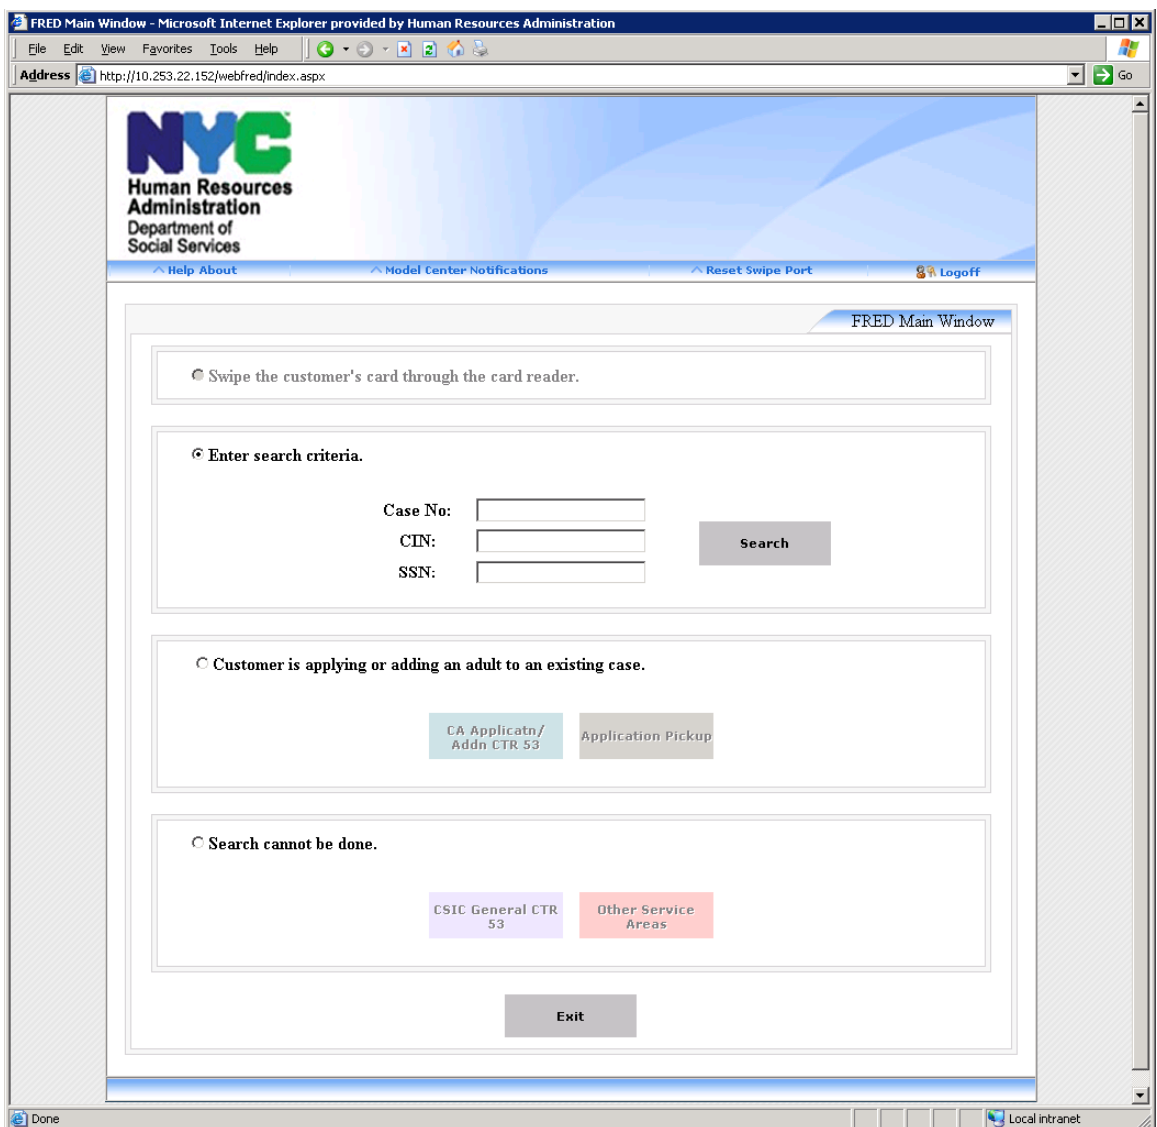 FRED Main Window - Microsoft Internet Explorer provided by Human Resources Administration
File Edit View Favorites Tools Help
Address http://10.253.22.152/webfred/index.aspx Go
NYC
Human Resources
Administration
Department of
Social Services
Help About Model Center Notifications Reset Swipe Port Logoff
FRED Main Window
Swipe the customer's card through the card reader.
Enter search criteria.
Case No:
CIN:
Search
SSN:
Customer is applying or adding an adult to an existing case.
CA Applicatn/
Addn CTR 53
Application Pickup
Search cannot be done.
CSIC General CTR
53
Other Service
Areas
Exit
Done Local intranet